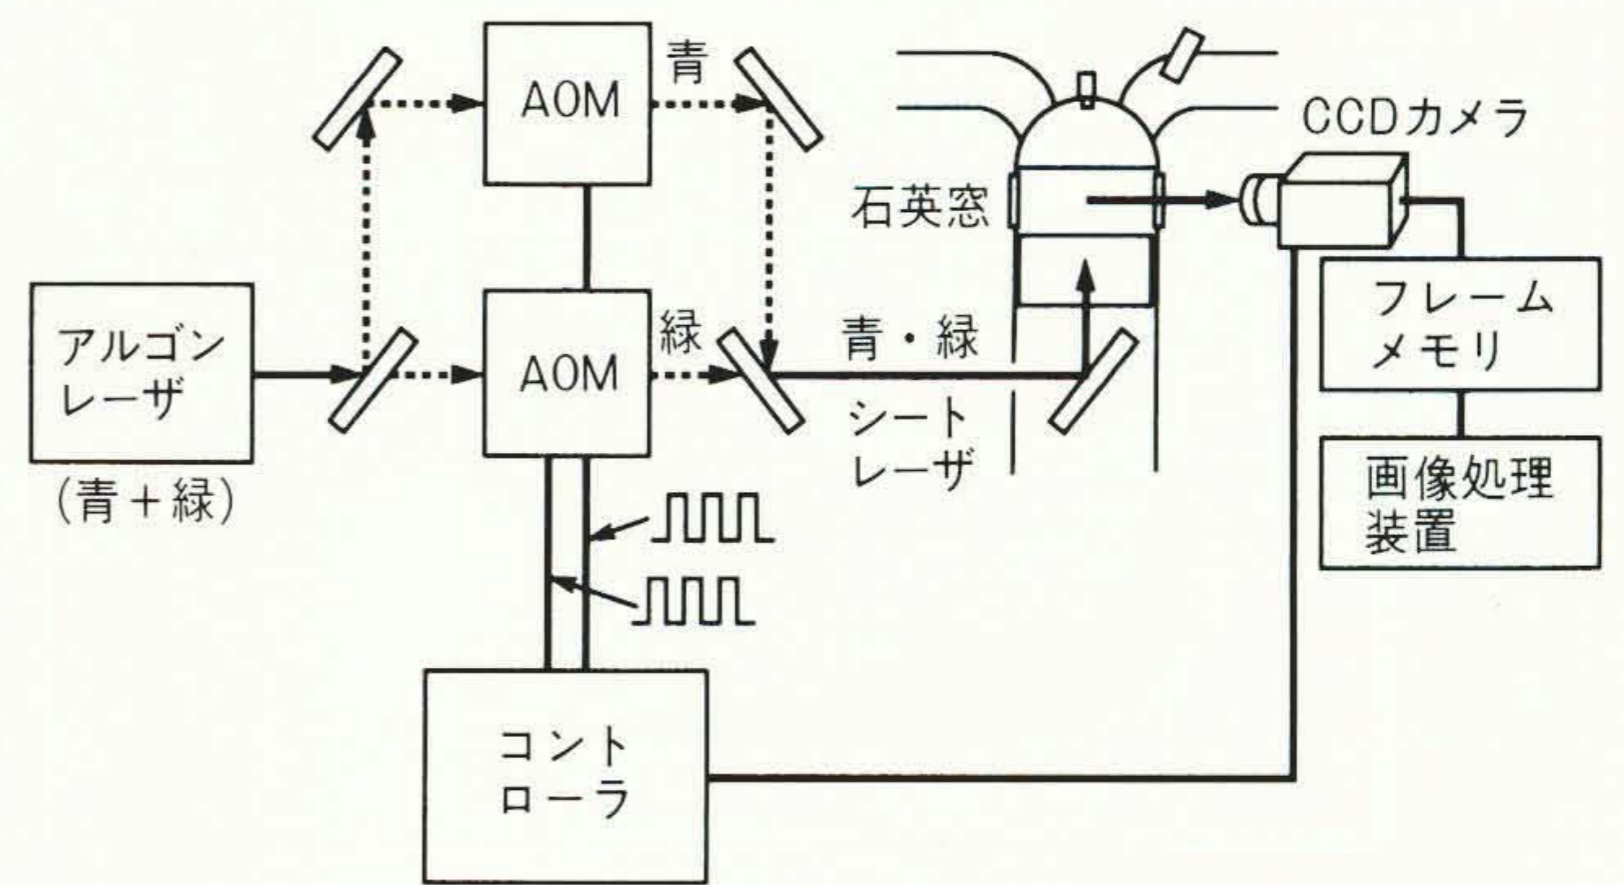 AOM
青
CCDカメラ
石英窓
アルゴン
レーザ
(青+緑)
AOM
緑
青・緑
シート
レーザ
フレーム
メモリ
画像処理
装置
コント
ローラ